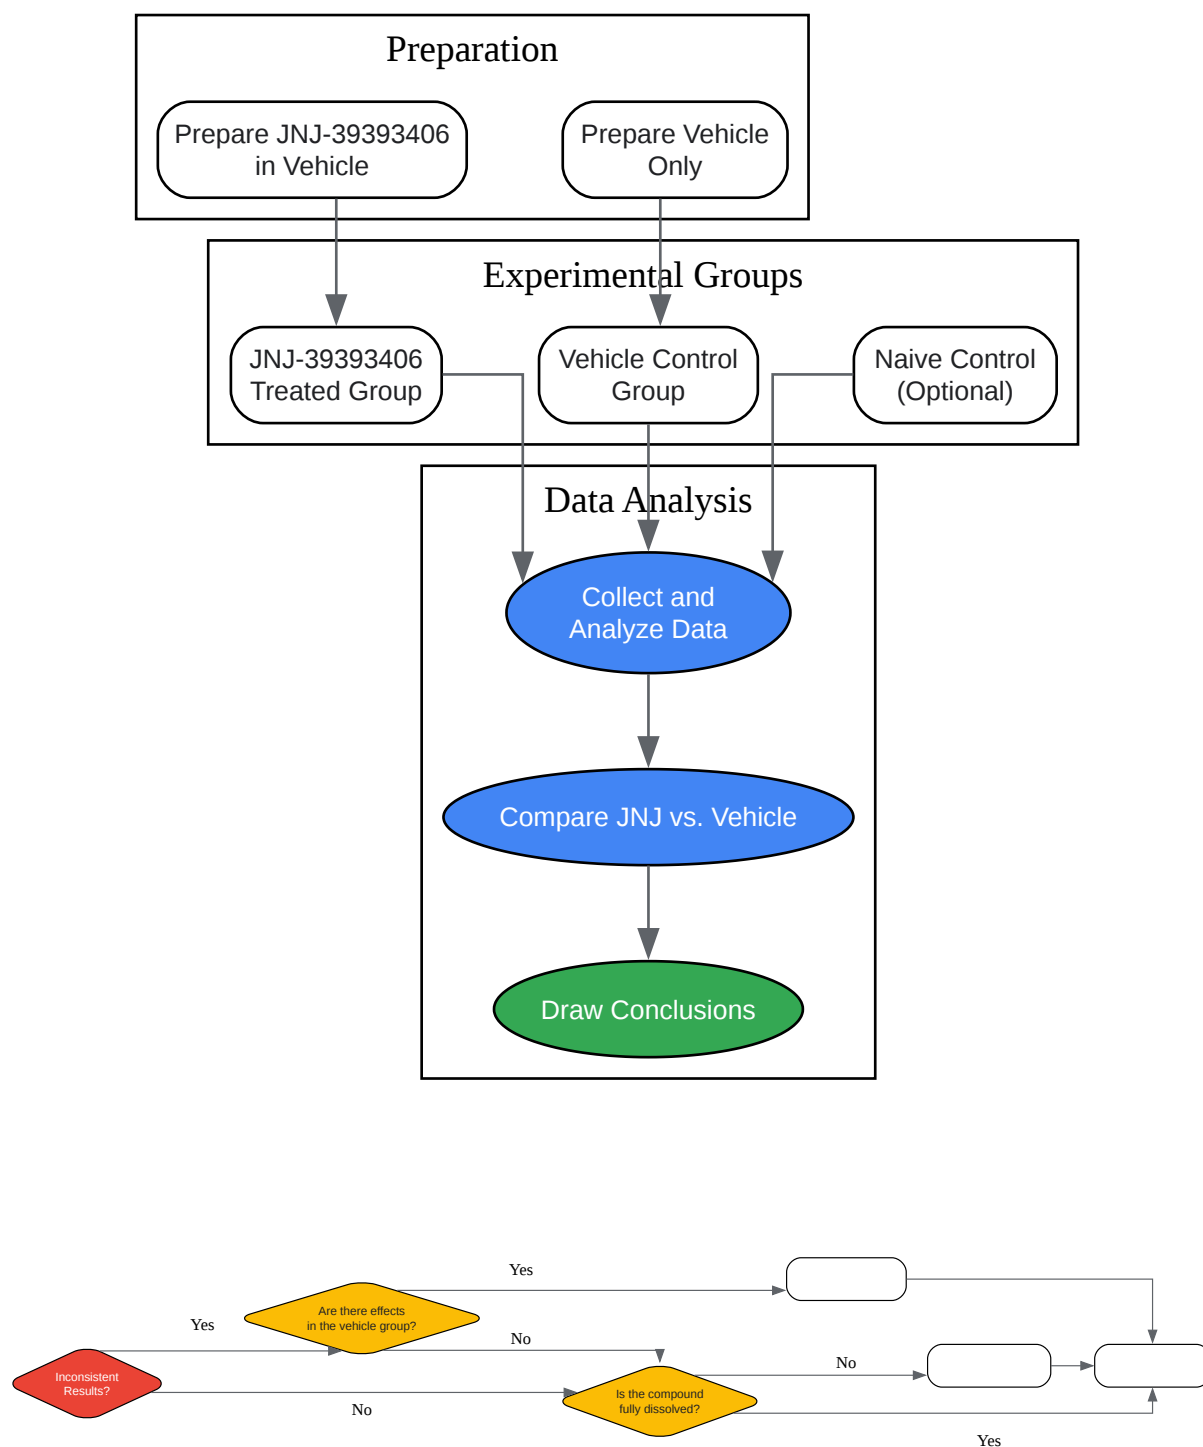 Preparation
Prepare JNJ-39393406
in Vehicle
Prepare Vehicle
Only
Experimental Groups
JNJ-39393406
Treated Group
Vehicle Control
Group
Naive Control
(Optional)
Data Analysis
Collect and
Analyze Data
Compare JNJ vs. Vehicle
Draw Conclusions
Inconsistent
Results?
Yes
No
Are there effects
in the vehicle group?
Yes
No
Is the compound
fully dissolved?
No
Yes